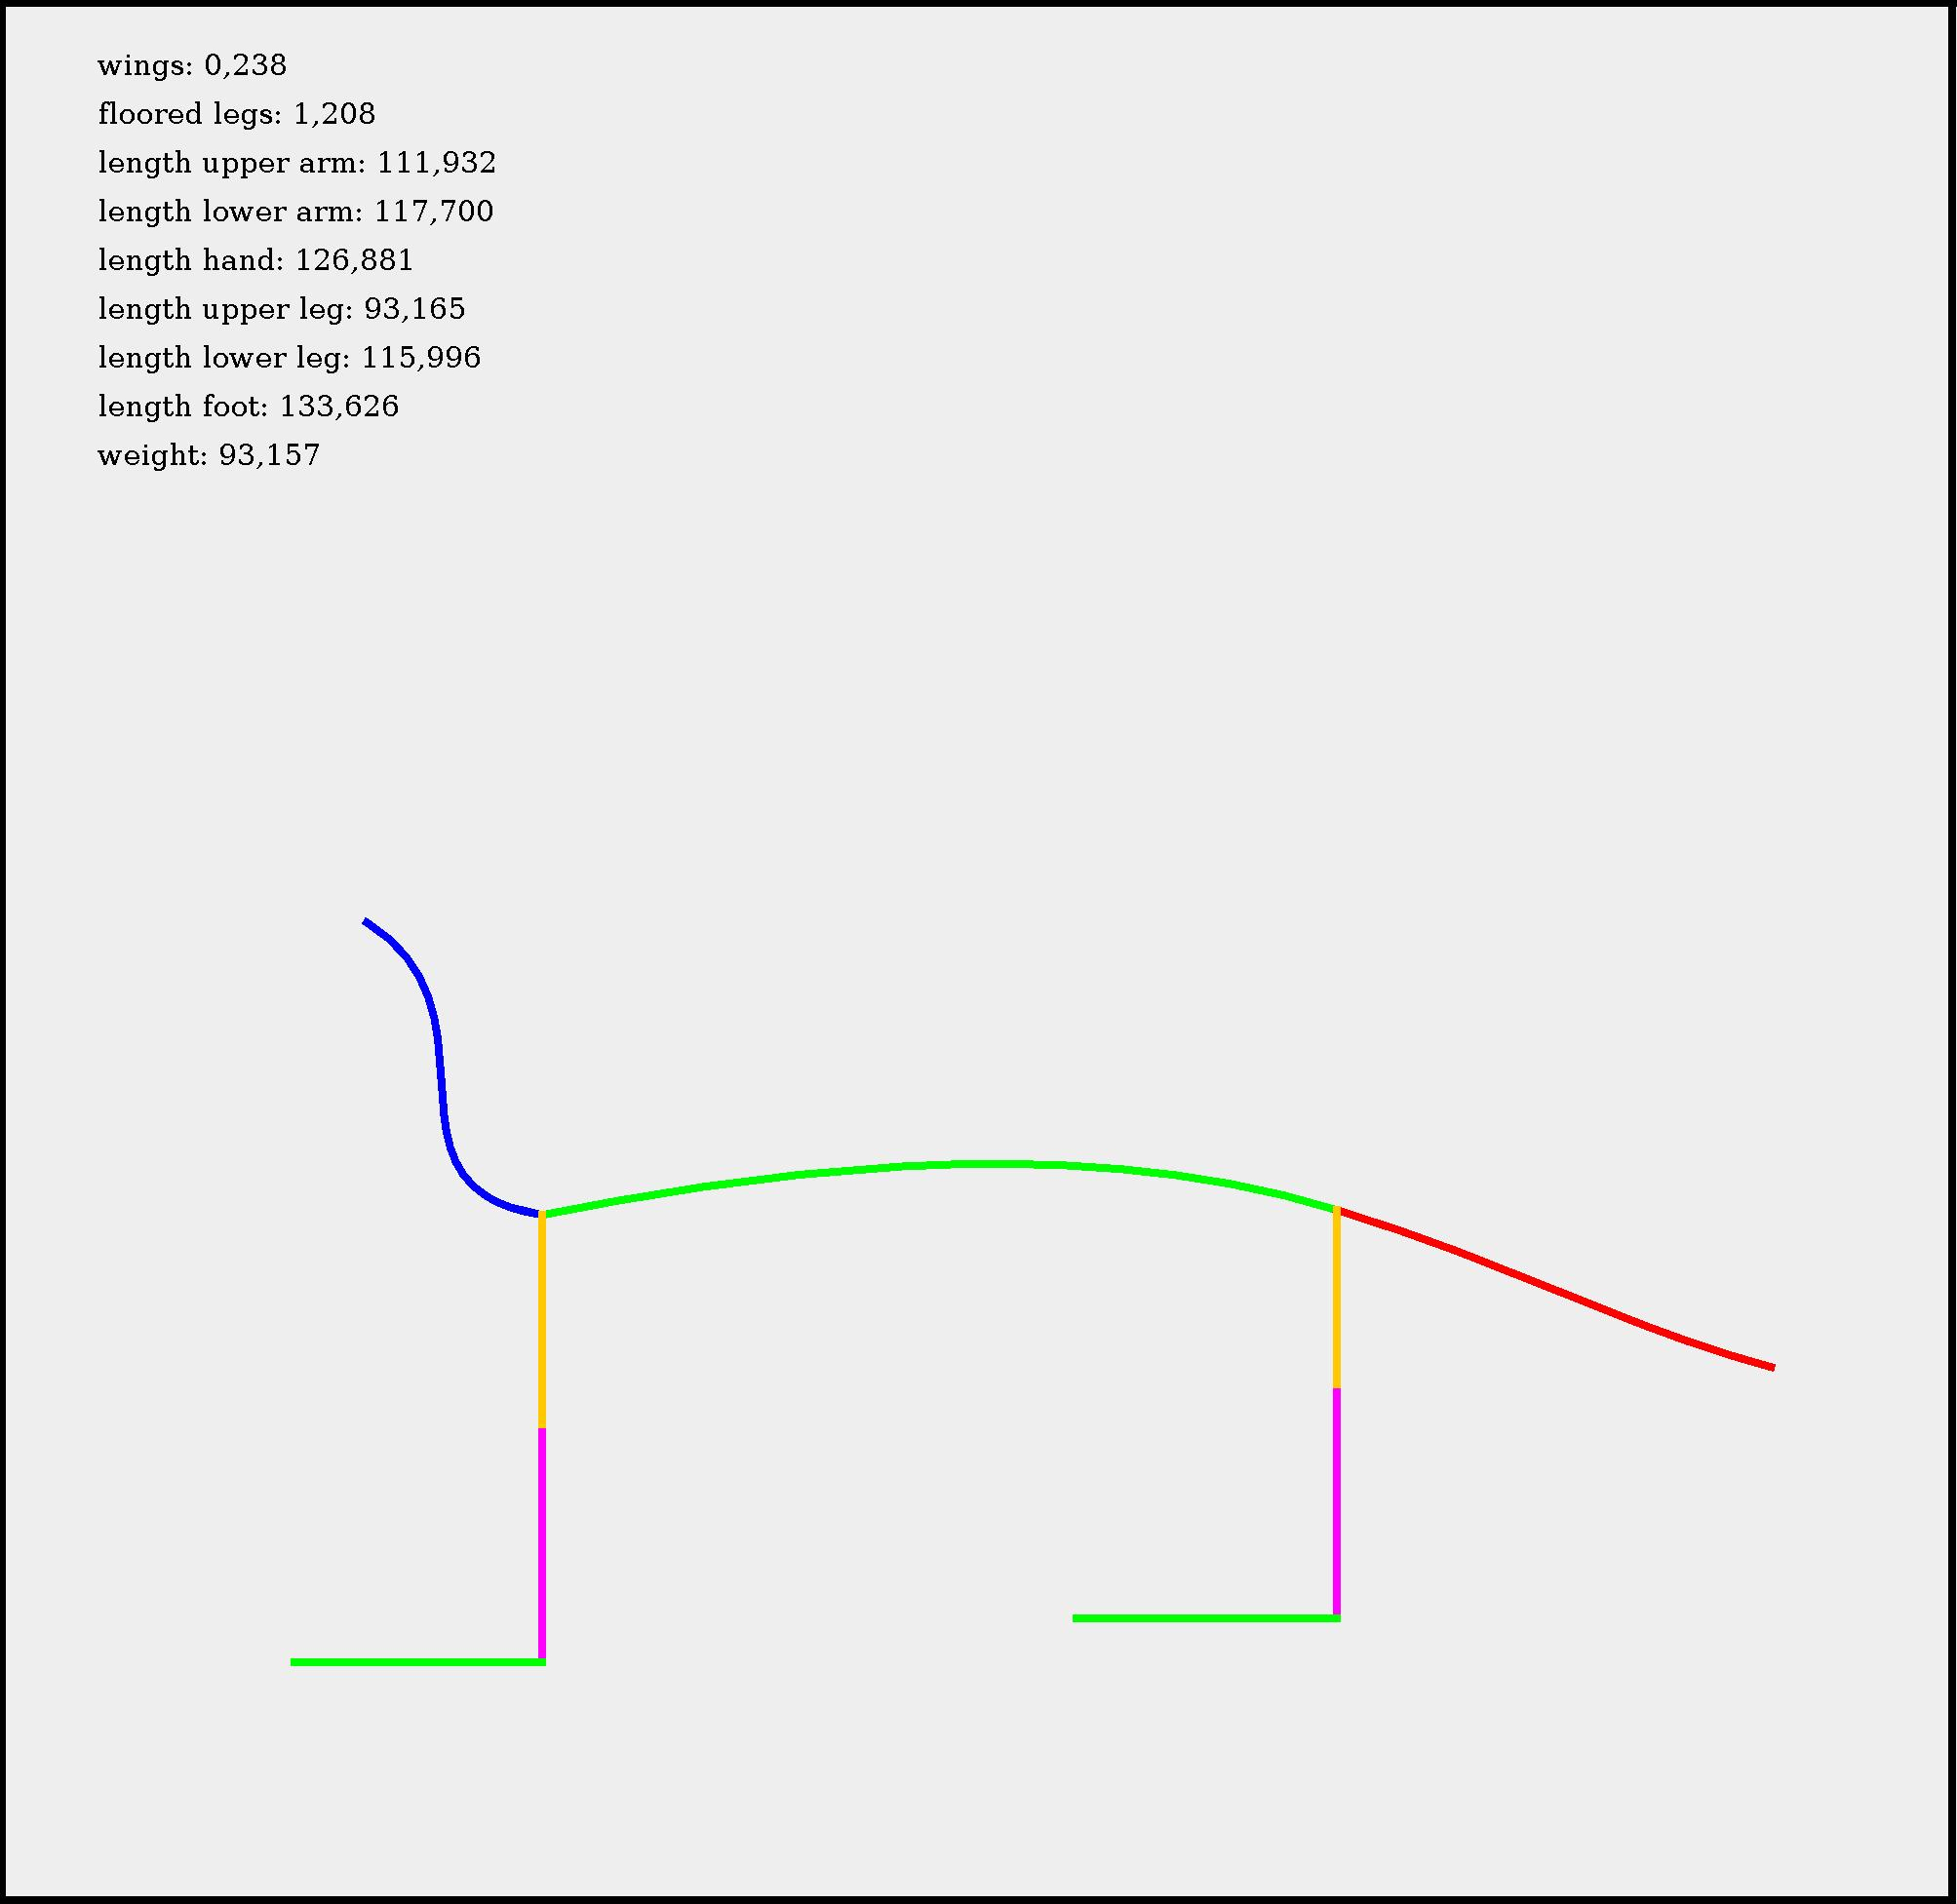 wings: 0,238
floored legs: 1,208
length upper arm: 111,932
length lower arm: 117,700
length hand: 126,881
length upper leg: 93,165
length lower leg: 115,996
length foot: 133,626
weight: 93,157